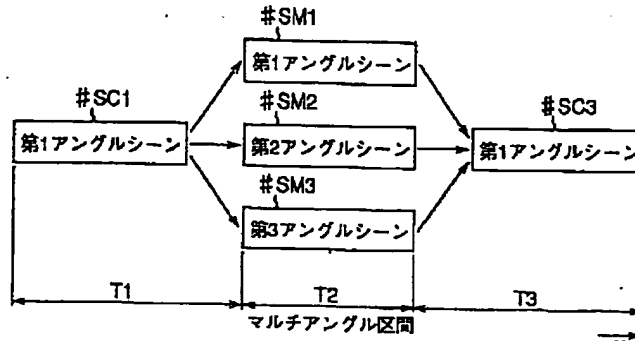 #SM1
第1アングルシーン
#SC1
#SM2
#SC3
第1アングルシーン
第2アングルシーン
第1アングルシーン
#SM3
第3アングルシーン
T1
T2
T3
マルチアングル区間